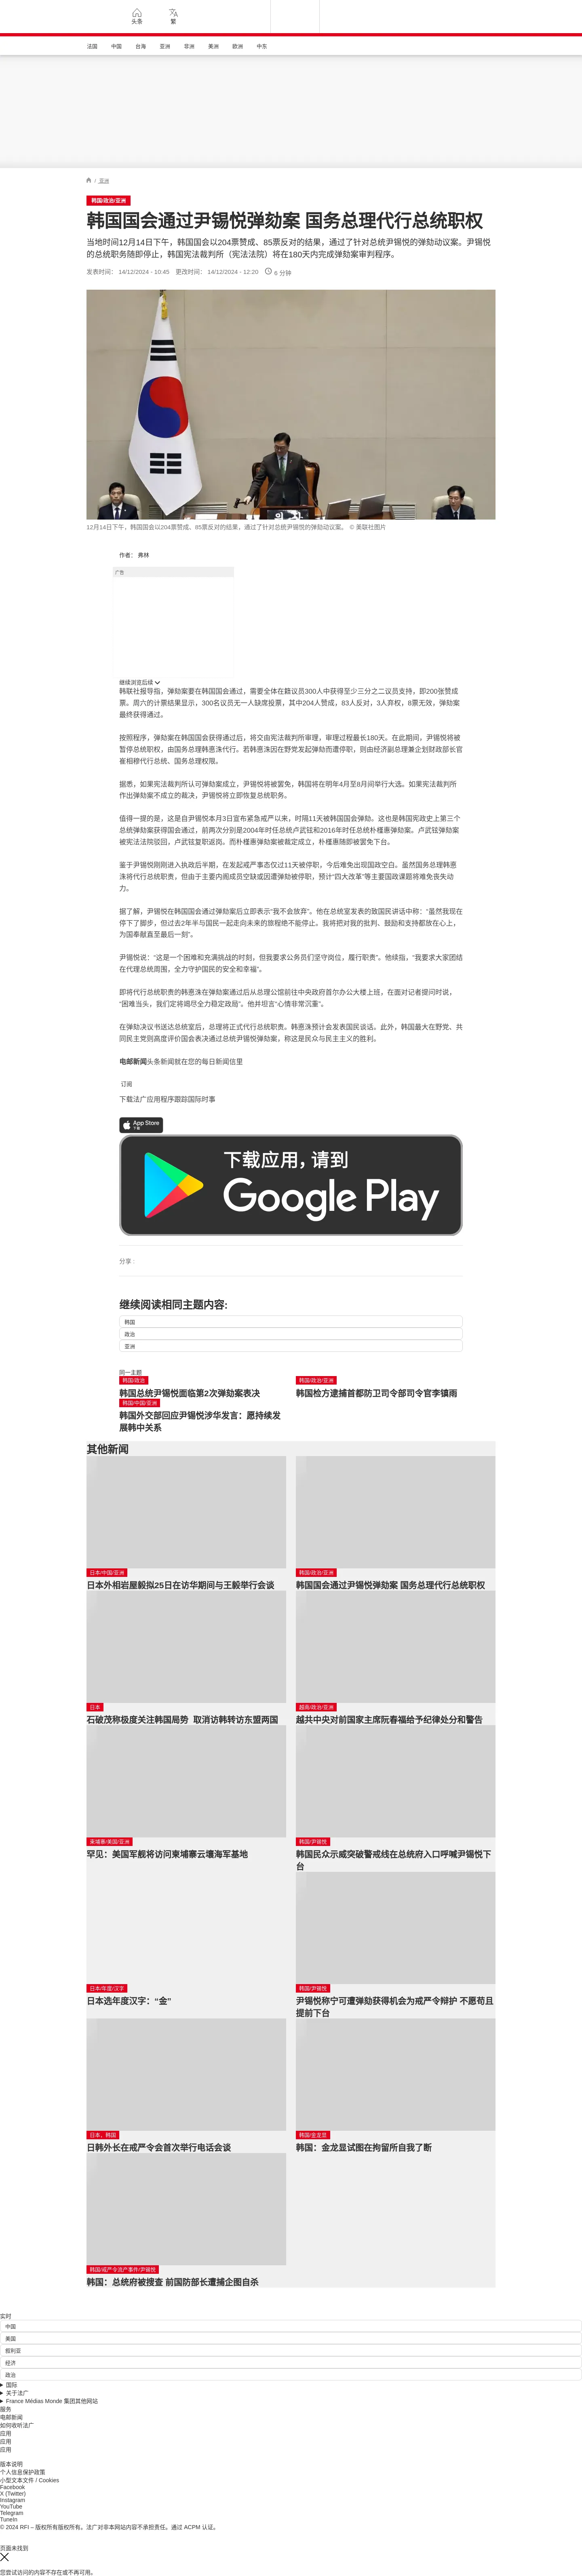 头条
繁
法国
中国
台海
亚洲
非洲
美洲
欧洲
中东
/ 亚洲
韩国/政治/亚洲
韩国国会通过尹锡悦弹劾案 国务总理代行总统职权
当地时间12月14日下午，韩国国会以204票赞成、85票反对的结果，通过了针对总统尹锡悦的弹劾动议案。尹锡悦
的总统职务随即停止，韩国宪法裁判所（宪法法院）将在180天内完成弹劾案审判程序。
发表时间： 14/12/2024 - 10:45 更改时间： 14/12/2024 - 12:20 6 分钟
12月14日下午，韩国国会以204票赞成、85票反对的结果，通过了针对总统尹锡悦的弹劾动议案。 © 美联社图片
作者： 弗林
广告
继续浏览后续
韩联社报导指，弹劾案要在韩国国会通过，需要全体在籍议员300人中获得至少三分之二议员支持，即200张赞成
票。周六的计票结果显示，300名议员无一人缺席投票，其中204人赞成，83人反对，3人弃权，8票无效，弹劾案
最终获得通过。
按照程序，弹劾案在韩国国会获得通过后，将交由宪法裁判所审理，审理过程最长180天。在此期间，尹锡悦将被
暂停总统职权，由国务总理韩悳洙代行。若韩悳洙因在野党发起弹劾而遭停职，则由经济副总理兼企划财政部长官
崔相穆代行总统、国务总理权限。
据悉，如果宪法裁判所认可弹劾案成立，尹锡悦将被罢免，韩国将在明年4月至8月间举行大选。如果宪法裁判所
作出弹劾案不成立的裁决，尹锡悦将立即恢复总统职务。
值得一提的是，这是自尹锡悦本月3日宣布紧急戒严以来，时隔11天被韩国国会弹劾。这也是韩国宪政史上第三个
总统弹劾案获得国会通过，前两次分别是2004年时任总统卢武铉和2016年时任总统朴槿惠弹劾案。卢武铉弹劾案
被宪法法院驳回，卢武铉复职返岗。而朴槿惠弹劾案被裁定成立，朴槿惠随即被罢免下台。
鉴于尹锡悦刚刚进入执政后半期，在发起戒严事态仅过11天被停职，今后难免出现国政空白。虽然国务总理韩悳
洙将代行总统职责，但由于主要内阁成员空缺或因遭弹劾被停职，预计“四大改革”等主要国政课题将难免丧失动
力。
据了解，尹锡悦在韩国国会通过弹劾案后立即表示“我不会放弃”。他在总统室发表的致国民讲话中称：“虽然我现在
停下了脚步，但过去2年半与国民一起走向未来的旅程绝不能停止。我将把对我的批判、鼓励和支持都放在心上，
为国奉献直至最后一刻”。
尹锡悦说：“这是一个困难和充满挑战的时刻，但我要求公务员们坚守岗位，履行职责”。他续指，“我要求大家团结
在代理总统周围，全力守护国民的安全和幸福”。
即将代行总统职责的韩悳洙在弹劾案通过后从总理公馆前往中央政府首尔办公大楼上班，在面对记者提问时说，
“困难当头，我们定将竭尽全力稳定政局”。他并坦言“心情非常沉重”。
在弹劾决议书送达总统室后，总理将正式代行总统职责。韩悳洙预计会发表国民谈话。此外，韩国最大在野党、共
同民主党则高度评价国会表决通过总统尹锡悦弹劾案，称这是民众与民主主义的胜利。
电邮新闻头条新闻就在您的每日新闻信里
订阅
下载法广应用程序跟踪国际时事
App Store
下载
下载应用，请到
Google Play
分享 :
继续阅读相同主题内容:
韩国
政治
亚洲
同一主题
韩国/政治
韩国总统尹锡悦面临第2次弹劾案表决
韩国/政治/亚洲
韩国检方逮捕首都防卫司令部司令官李镇雨
韩国/中国/亚洲
韩国外交部回应尹锡悦涉华发言：愿持续发
展韩中关系
其他新闻
日本/中国/亚洲
日本外相岩屋毅拟25日在访华期间与王毅举行会谈
韩国/政治/亚洲
韩国国会通过尹锡悦弹劾案 国务总理代行总统职权
日本
石破茂称极度关注韩国局势 取消访韩转访东盟两国
越南/政治/亚洲
越共中央对前国家主席阮春福给予纪律处分和警告
柬埔寨/美国/亚洲
罕见：美国军舰将访问柬埔寨云壤海军基地
韩国/尹锡悦
韩国民众示威突破警戒线在总统府入口呼喊尹锡悦下
台
日本/年度/汉字
日本选年度汉字：“金”
韩国/尹锡悦
尹锡悦称宁可遭弹劾获得机会为戒严令辩护 不愿苟且
提前下台
日本，韩国
日韩外长在戒严令会首次举行电话会谈
韩国/金龙显
韩国：金龙显试图在拘留所自我了断
韩国/戒严令流产事件/尹锡悦
韩国：总统府被搜查 前国防部长遭捕企图自杀
实时
中国
美国
叙利亚
经济
政治
国际
关于法广
France Médias Monde 集团其他网站
服务
电邮新闻
如何收听法广
应用
应用
应用
版本说明
个人信息保护政策
小型文本文件 / Cookies
Facebook
X (Twitter)
Instagram
YouTube
Telegram
TuneIn
© 2024 RFI – 版权所有版权所有。法广对非本网站内容不承担责任。通过 ACPM 认证。
页面未找到
您尝试访问的内容不存在或不再可用。